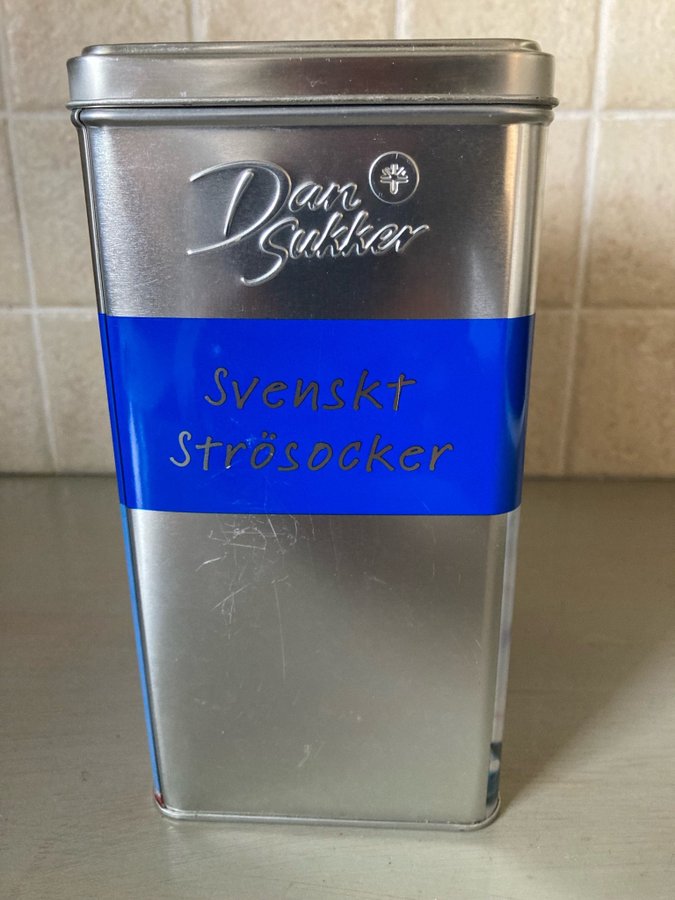 Dan
Sukker
Svenskt
Strösocker